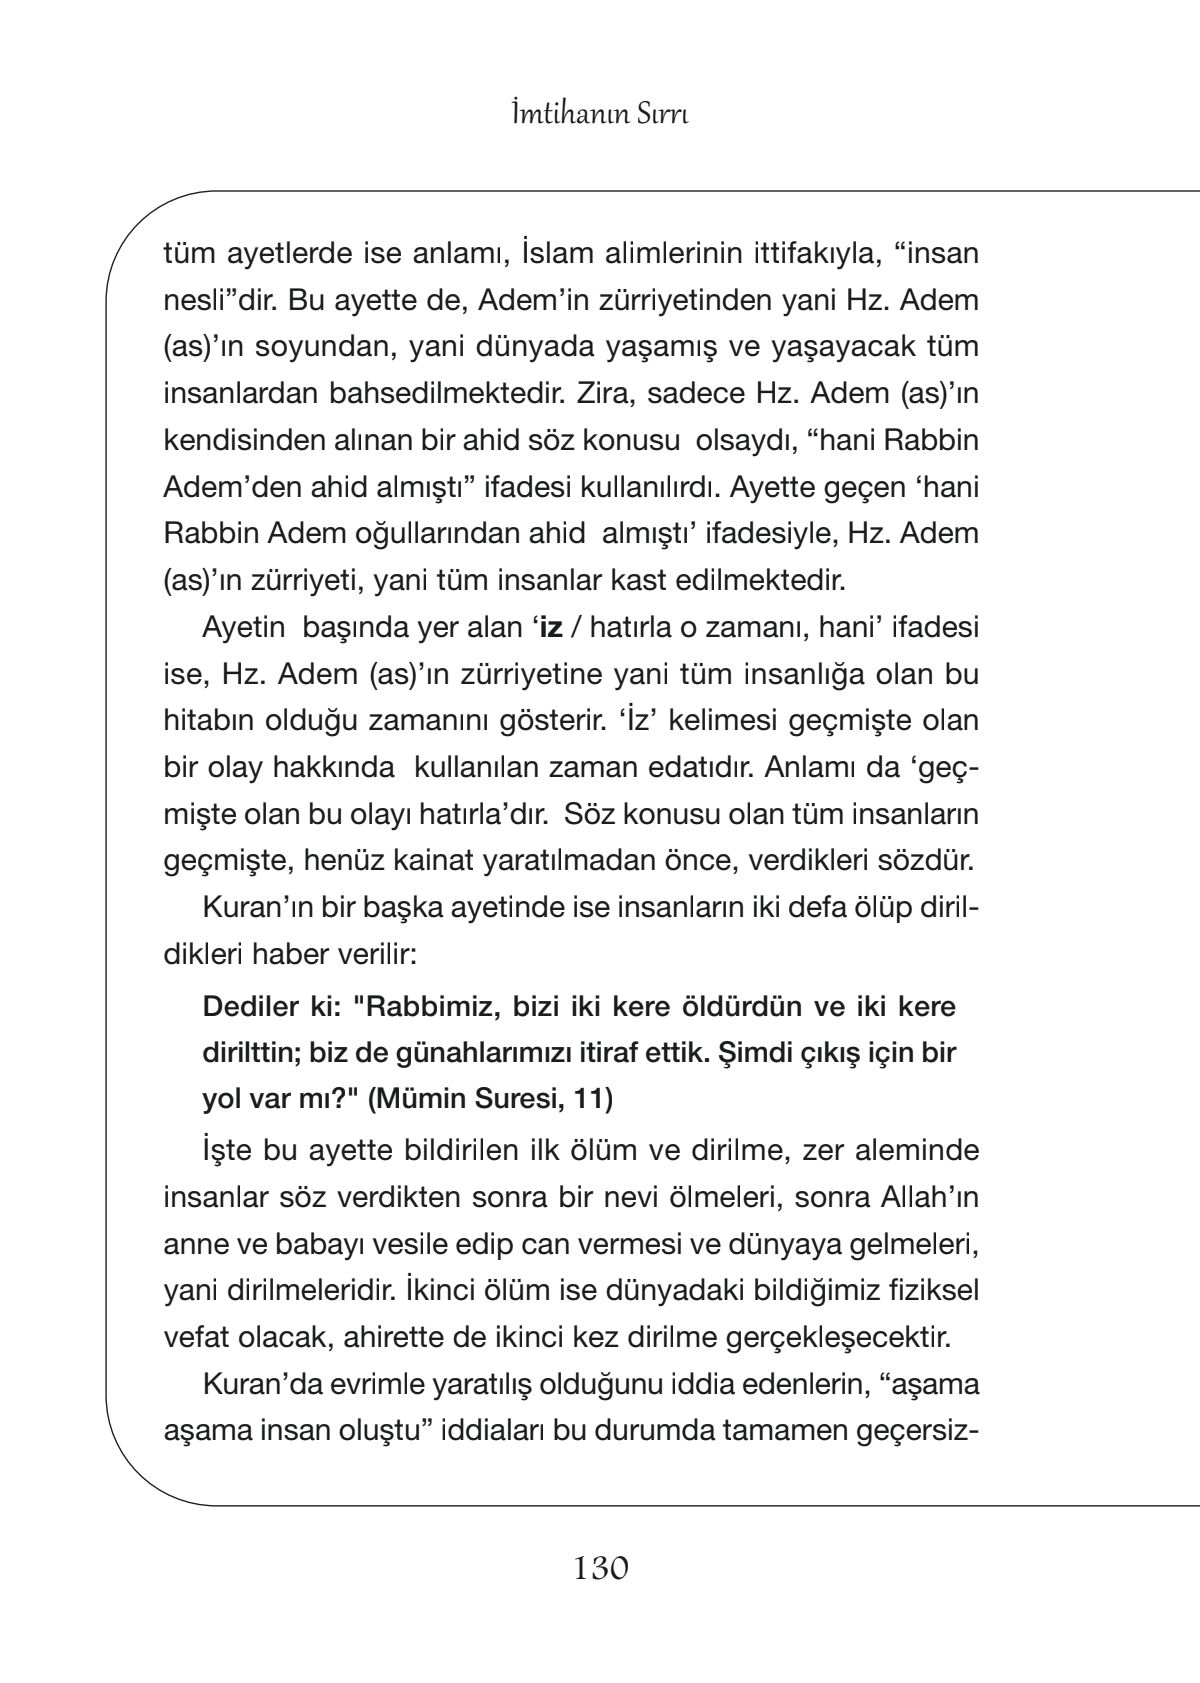 İmtihanın Sırrı
tüm ayetlerde ise anlamı, İslam alimlerinin ittifakıyla, “insan
nesli”dir. Bu ayette de, Adem’in zürriyetinden yani Hz. Adem
(as)’ın soyundan, yani dünyada yaşamış ve yaşayacak tüm
insanlardan bahsedilmektedir. Zira, sadece Hz. Adem (as)’ın
kendisinden alınan bir ahid söz konusu  olsaydı, “hani Rabbin
Adem’den ahid almıştı” ifadesi kullanılırdı. Ayette geçen ‘hani
Rabbin Adem oğullarından ahid  almıştı’ ifadesiyle, Hz. Adem
(as)’ın zürriyeti, yani tüm insanlar kast edilmektedir.
Ayetin  başında yer alan ‘iz / hatırla o zamanı, hani’ ifadesi
ise, Hz. Adem (as)’ın zürriyetine yani tüm insanlığa olan bu
hitabın olduğu zamanını gösterir. ‘İz’ kelimesi geçmişte olan
bir olay hakkında  kullanılan zaman edatıdır. Anlamı da ‘geç-
mişte olan bu olayı hatırla’dır.  Söz konusu olan tüm insanların
geçmişte, henüz kainat yaratılmadan önce, verdikleri sözdür.
Kuran’ın bir başka ayetinde ise insanların iki defa ölüp diril-
dikleri haber verilir:
Dediler ki: "Rabbimiz, bizi iki kere öldürdün ve iki kere
dirilttin; biz de günahlarımızı itiraf ettik. Şimdi çıkış için bir
yol var mı?" (Mümin Suresi, 11)
İşte bu ayette bildirilen ilk ölüm ve dirilme, zer aleminde
insanlar söz verdikten sonra bir nevi ölmeleri, sonra Allah’ın
anne ve babayı vesile edip can vermesi ve dünyaya gelmeleri,
yani dirilmeleridir. İkinci ölüm ise dünyadaki bildiğimiz fiziksel
vefat olacak, ahirette de ikinci kez dirilme gerçekleşecektir.
Kuran’da evrimle yaratılış olduğunu iddia edenlerin, “aşama
aşama insan oluştu” iddiaları bu durumda tamamen geçersiz-
130